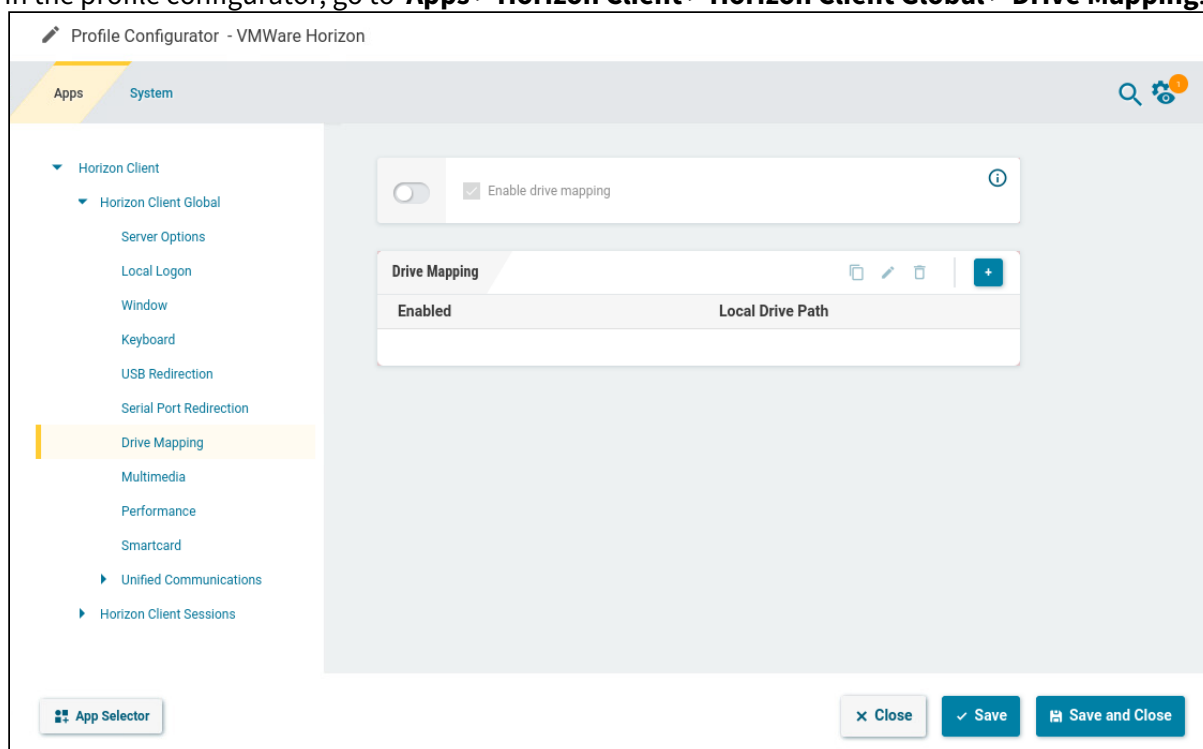 in the profile configurator, go to Apps > Horizon Client > Horizon Client Global > Drive Mapping.
Profile Configurator - VMWare Horizon
Apps
System
1
Horizon Client
Horizon Client Global
Server Options
Local Logon
Window
Keyboard
USB Redirection
Serial Port Redirection
Drive Mapping
Multimedia
Performance
Smartcard
Unified Communications
Horizon Client Sessions
Enable drive mapping
Drive Mapping
+
Enabled
Local Drive Path
App Selector
Close
Save
Save and Close